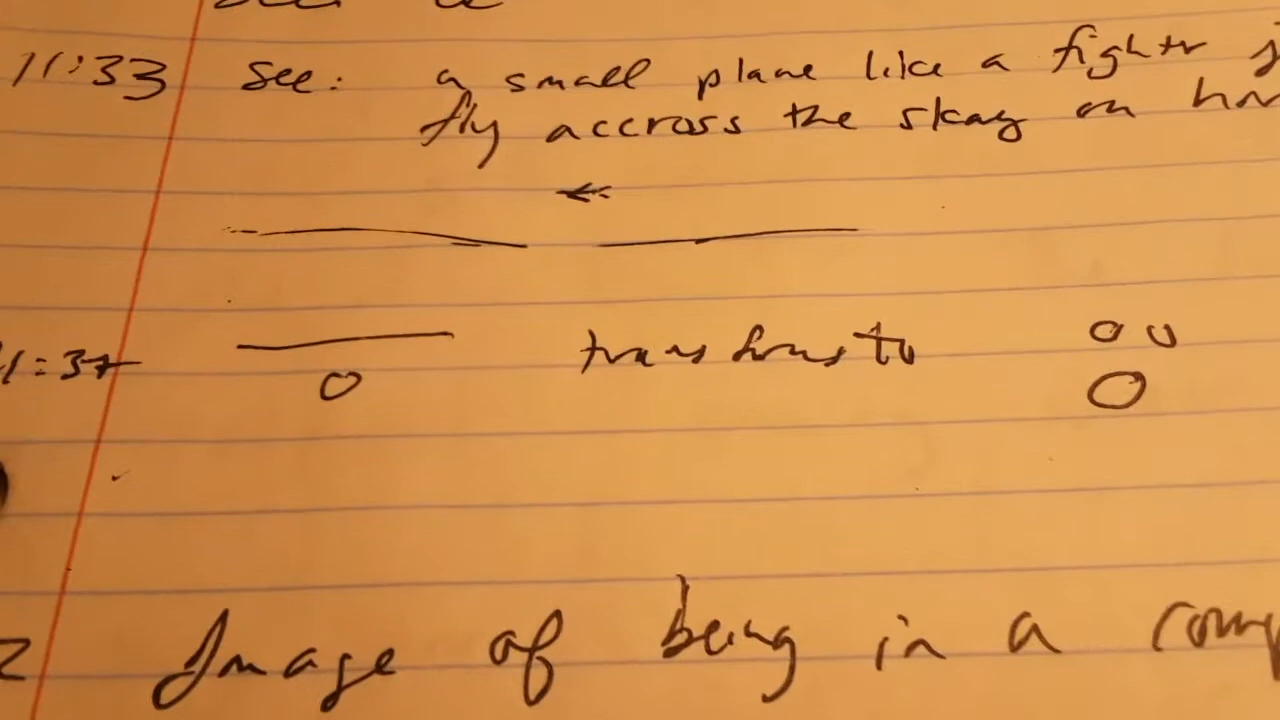 11:33 See: a small plane like a fighter
fly accross the skay on
11:37 transforms to
Image of being in a